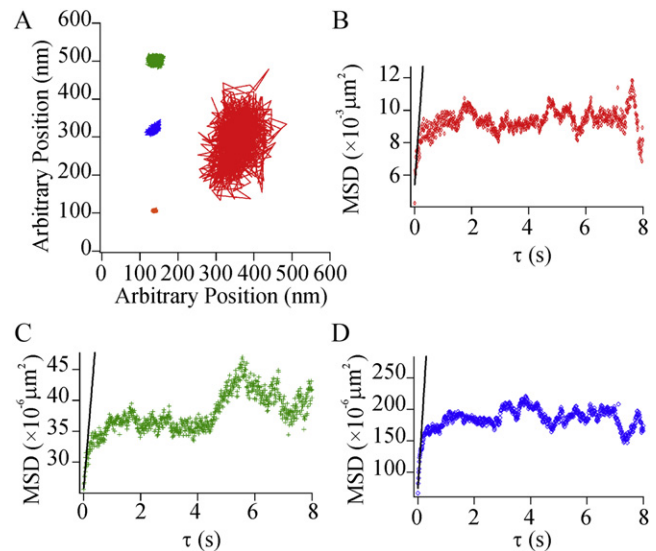 A
600
500
400
300
200
100
0
Arbitrary Position (nm)
0 100 200 300 400 500 600
Arbitrary Position (nm)
B
12
10
8
6
MSD (×10⁻³ μm²)
0 2 4 6 8
τ (s)
C
45
40
35
30
MSD (×10⁻⁶ μm²)
0 2 4 6 8
τ (s)
D
250
200
150
100
MSD (×10⁻⁶ μm²)
0 2 4 6 8
τ (s)